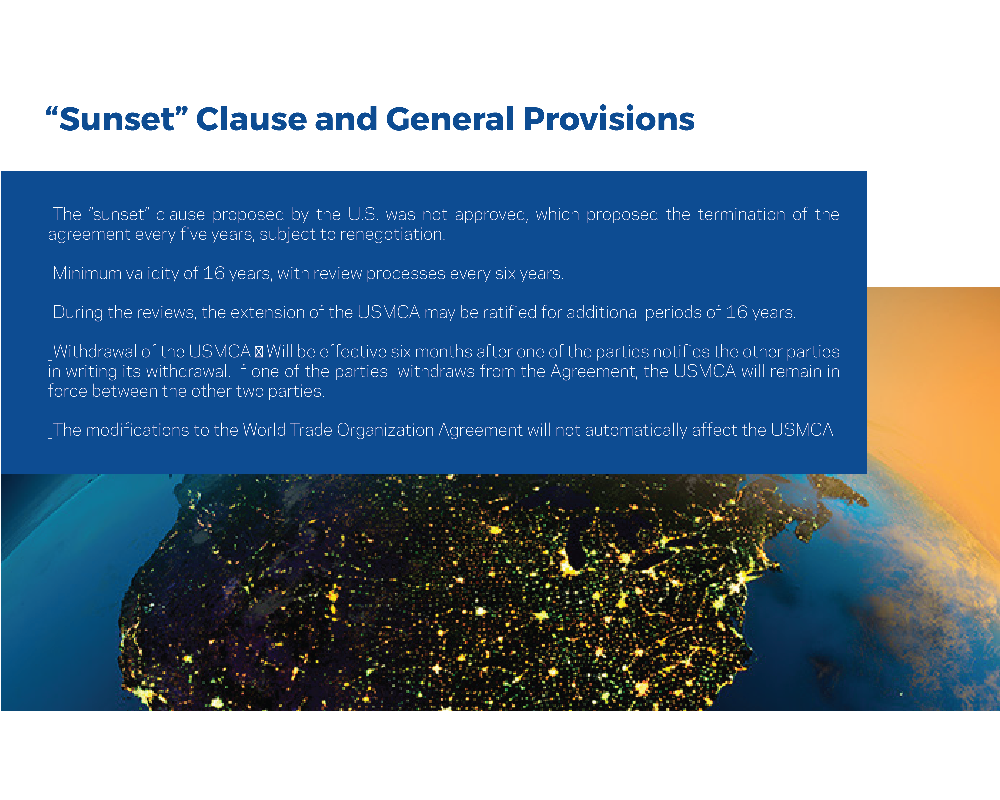 “Sunset” Clause and General Provisions
_The "sunset" clause proposed by the U.S. was not approved, which proposed the termination of the
agreement every five years, subject to renegotiation.
_Minimum validity of 16 years, with review processes every six years.
_During the reviews, the extension of the USMCA may be ratified for additional periods of 16 years.
_Withdrawal of the USMCA Will be effective six months after one of the parties notifies the other parties
in writing its withdrawal. If one of the parties  withdraws from the Agreement, the USMCA will remain in
force between the other two parties.
_The modifications to the World Trade Organization Agreement will not automatically affect the USMCA